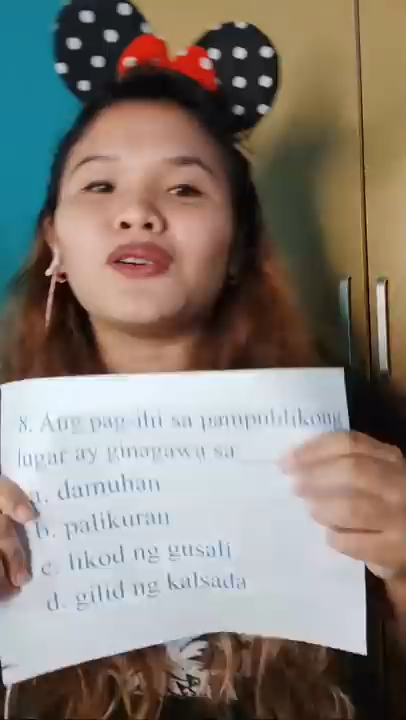 8. Ang pag-ihi sa pampublikong
lugar ay ginagawa sa
a. damuhan
b. palikuran
c. likod ng gusali
d. gilid ng kalsada